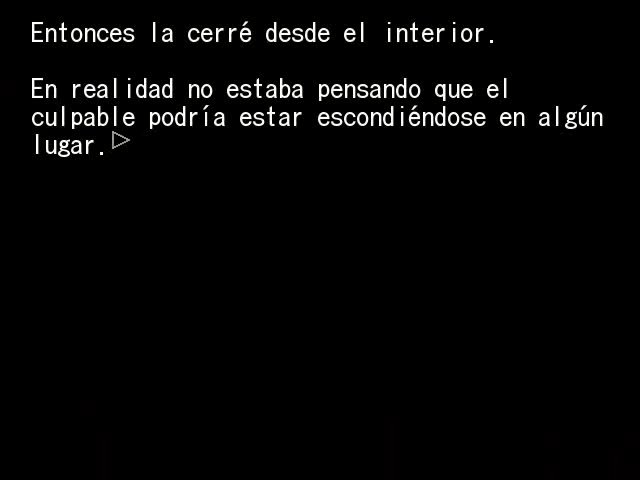 Entonces la cerré desde el interior.
En realidad no estaba pensando que el
culpable podría estar escondiéndose en algún
lugar.